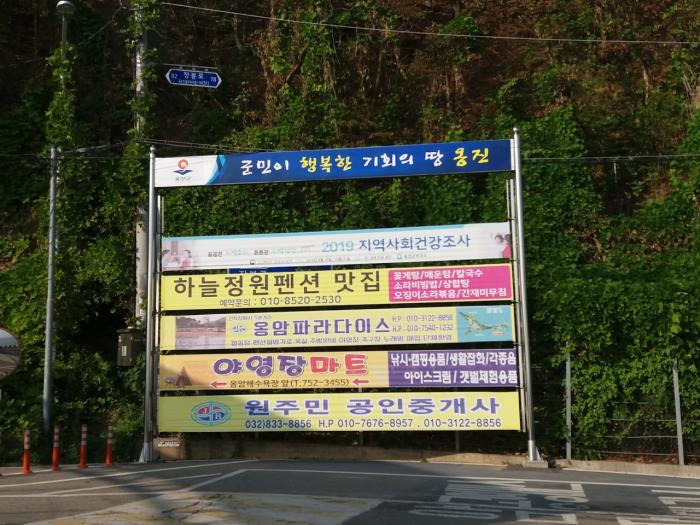 82 장봉로 78
옹진군
군민이 행복한 기회의 땅 옹진
2019 지역사회건강조사
하늘정원펜션 맛집
예약문의 : 010-8520-2530
꽃게탕/매운탕/칼국수
소라비빔밥/상합탕
오징어소라볶음/간재미무침
옹암파라다이스
H.P 010-3122-8856
H.P 010-7540-1232
야영장마트
옹암해수욕장 앞 (T.752-3455)
낚시·캠핑용품/생활잡화/각종음
아이스크림 / 갯벌체험용품
원주민 공인중개사
032)833-8856 H.P 010-7676-8957 . 010-3122-8856